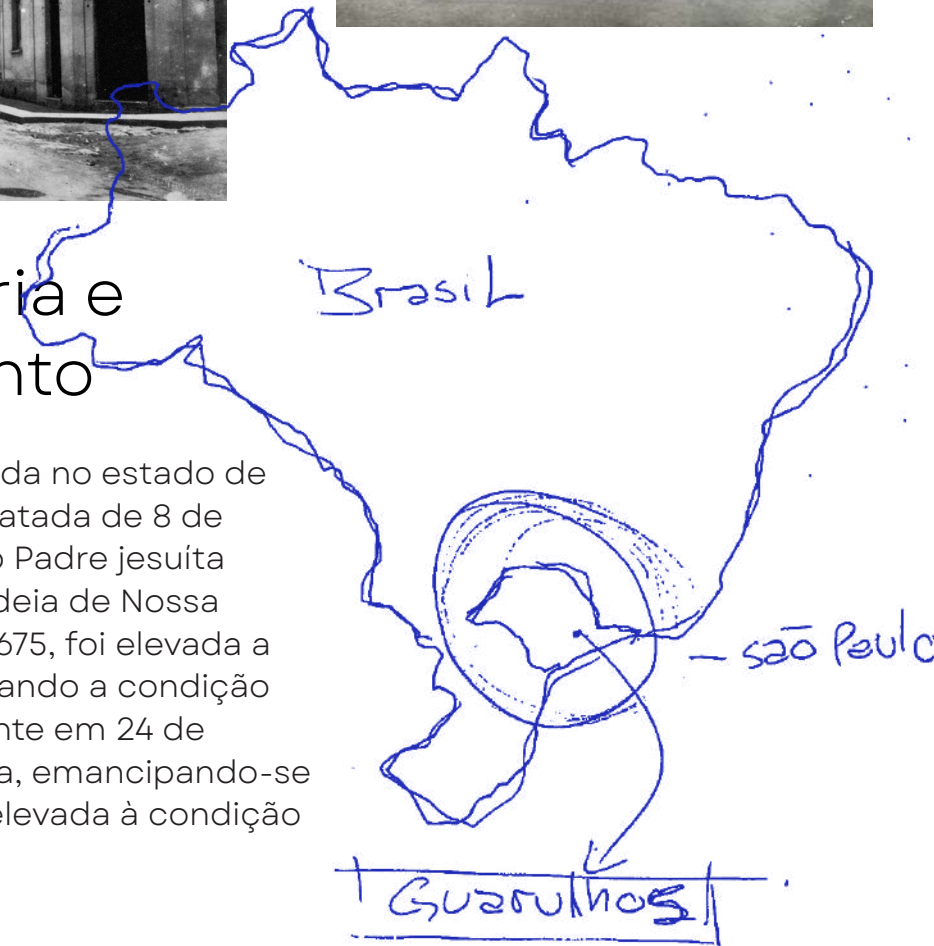 ria e
nto
da no estado de
atada de 8 de
o Padre jesuíta
deia de Nossa
675, foi elevada a
ando a condição
nte em 24 de
a, emancipando-se
elevada à condição
Brasil
– são Paulo
Guarulhos